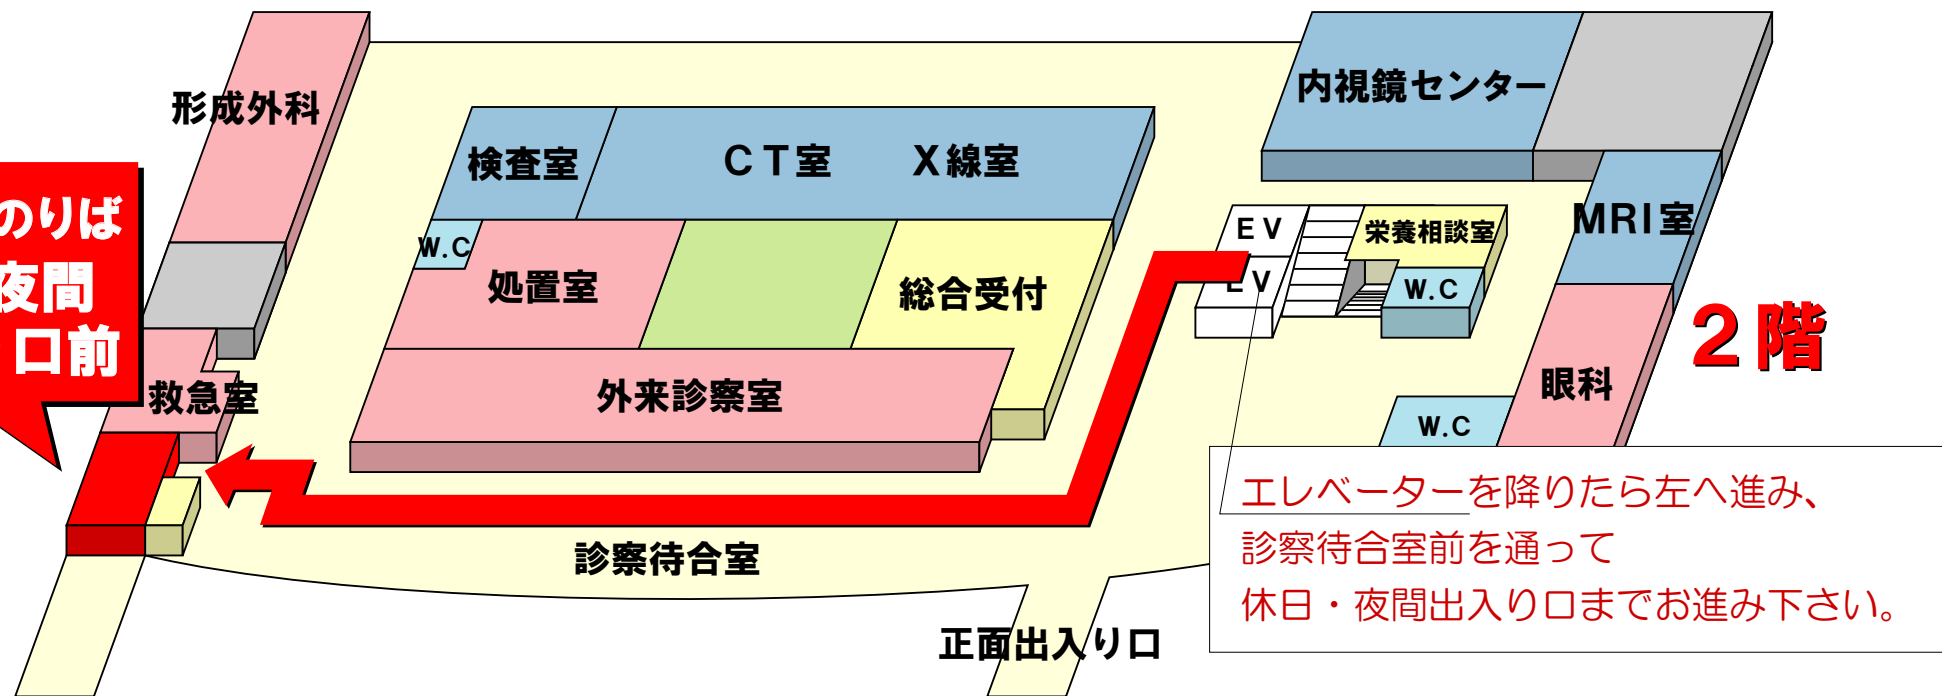 形成外科
内視鏡センター
検査室
CT室
X線室
のりば
夜間
口前
W.C
処置室
総合受付
EV
EV
栄養相談室
W.C
MRI室
2階
救急室
外来診察室
眼科
W.C
エレベーターを降りたら左へ進み、
診察待合室前を通って
休日・夜間出入り口までお進み下さい。
診察待合室
正面出入り口